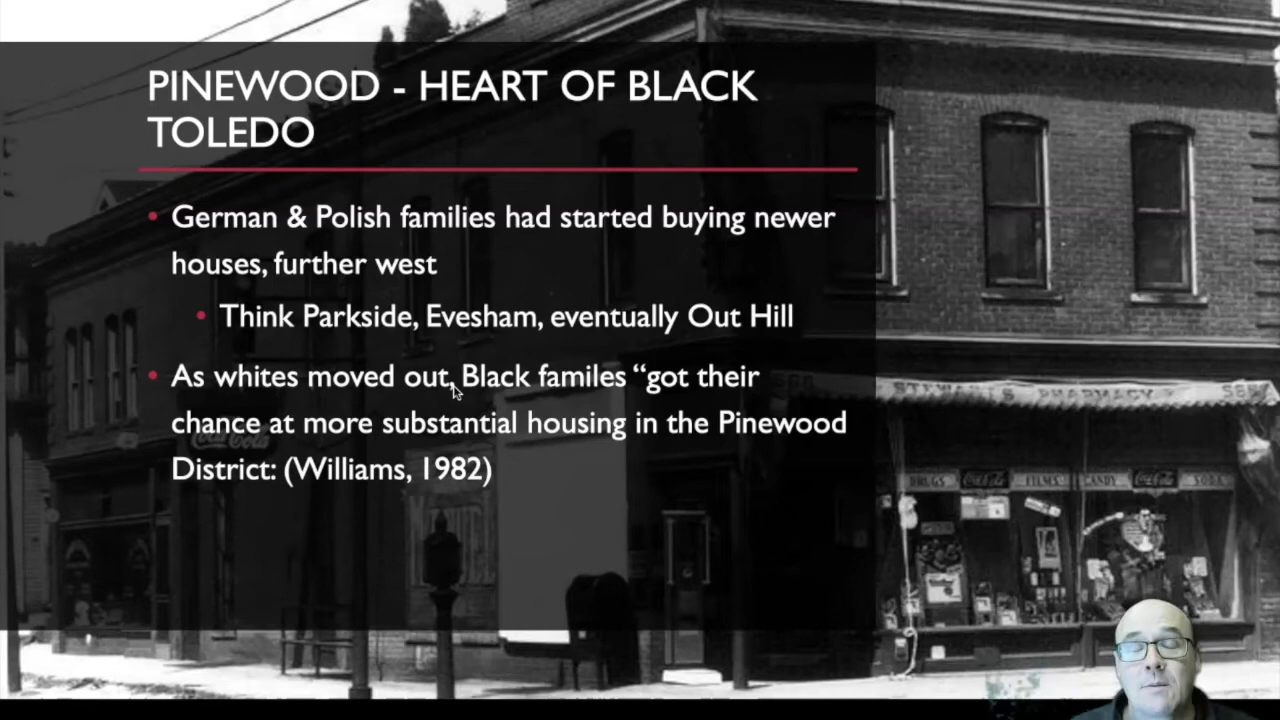 PINEWOOD - HEART OF BLACK
TOLEDO
• German & Polish families had started buying newer
houses, further west
• Think Parkside, Evesham, eventually Out Hill
• As whites moved out, Black familes “got their
chance at more substantial housing in the Pinewood
District: (Williams, 1982)
Coca-Cola
STEWART'S PHARMACY
DRUGS Coca-Cola FILMS CANDY Coca-Cola SODA